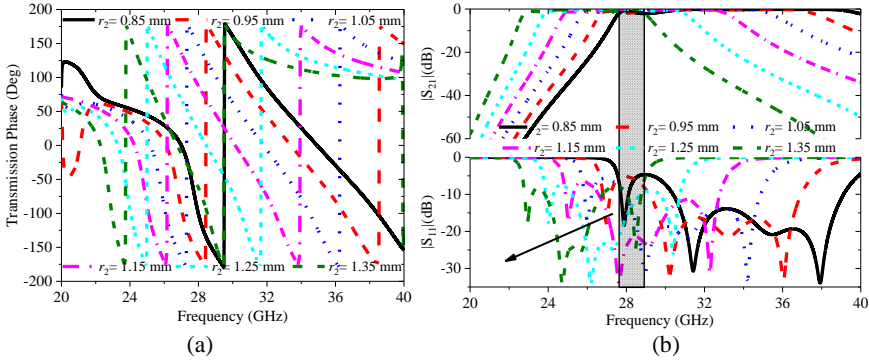 r₂= 0.85 mm r₂= 0.95 mm r₂= 1.05 mm
200
150
100
50
0
-50
-100
-150
-200
Transmission Phase (Deg)
r₂= 1.15 mm r₂= 1.25 mm r₂= 1.35 mm
20 24 28 32 36 40
Frequency (GHz)
(a)
0
-20
-40
-60
|S₂₁|(dB)
r₂= 0.85 mm r₂= 0.95 mm r₂= 1.05 mm
r₂= 1.15 mm r₂= 1.25 mm r₂= 1.35 mm
0
-10
-20
-30
|S₁₁|(dB)
20 24 28 32 36 40
Frequency (GHz)
(b)